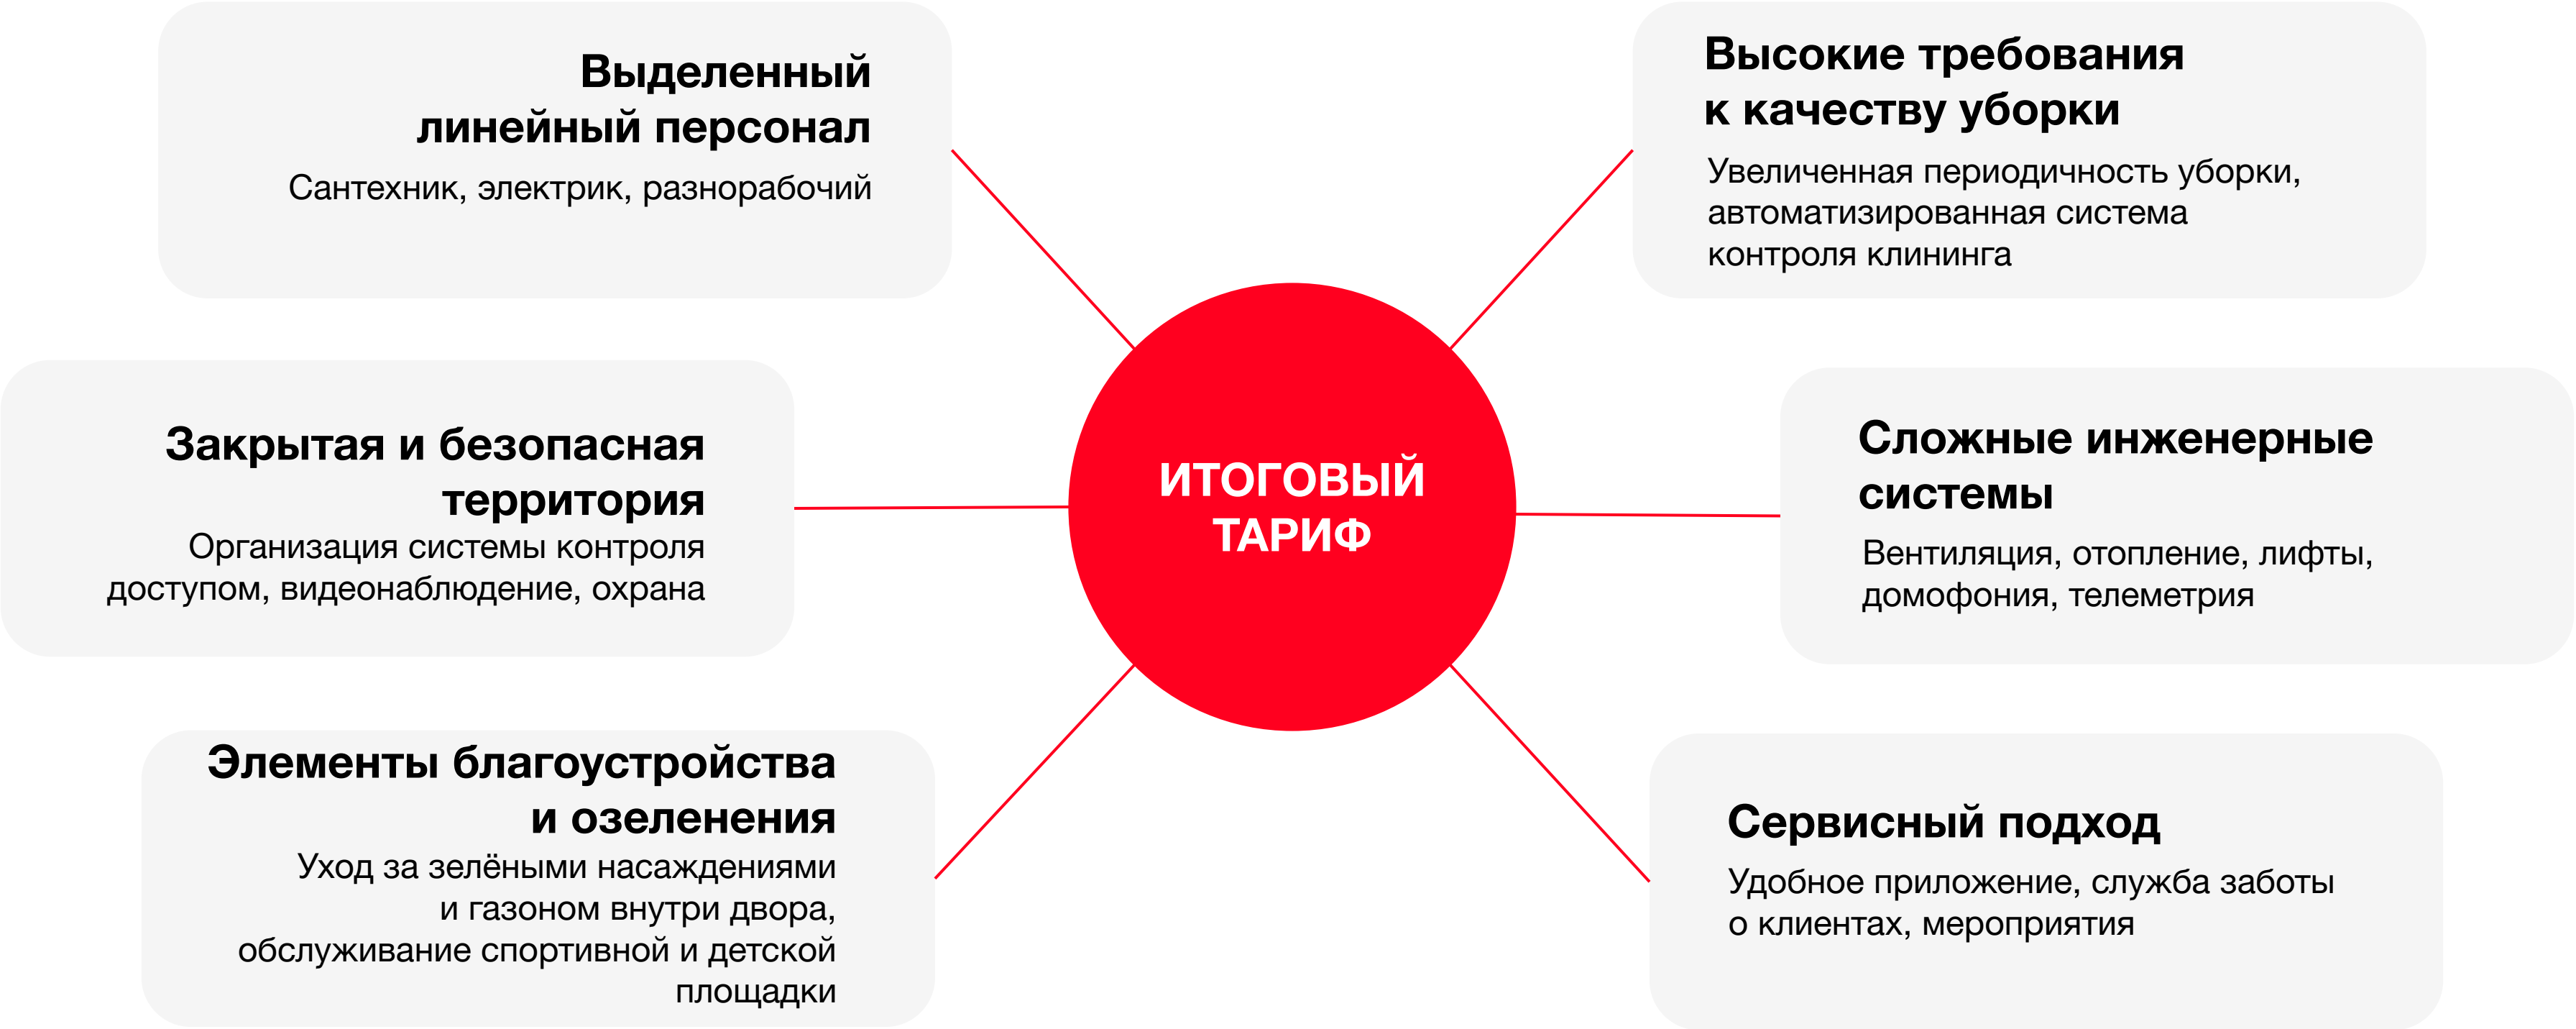 Выделенный
линейный персонал
Сантехник, электрик, разнорабочий
Высокие требования
к качеству уборки
Увеличенная периодичность уборки,
автоматизированная система
контроля клининга
Закрытая и безопасная
территория
Организация системы контроля
доступом, видеонаблюдение, охрана
ИТОГОВЫЙ
ТАРИФ
Сложные инженерные
системы
Вентиляция, отопление, лифты,
домофония, телеметрия
Элементы благоустройства
и озеленения
Уход за зелёными насаждениями
и газоном внутри двора,
обслуживание спортивной и детской
площадки
Сервисный подход
Удобное приложение, служба заботы
о клиентах, мероприятия